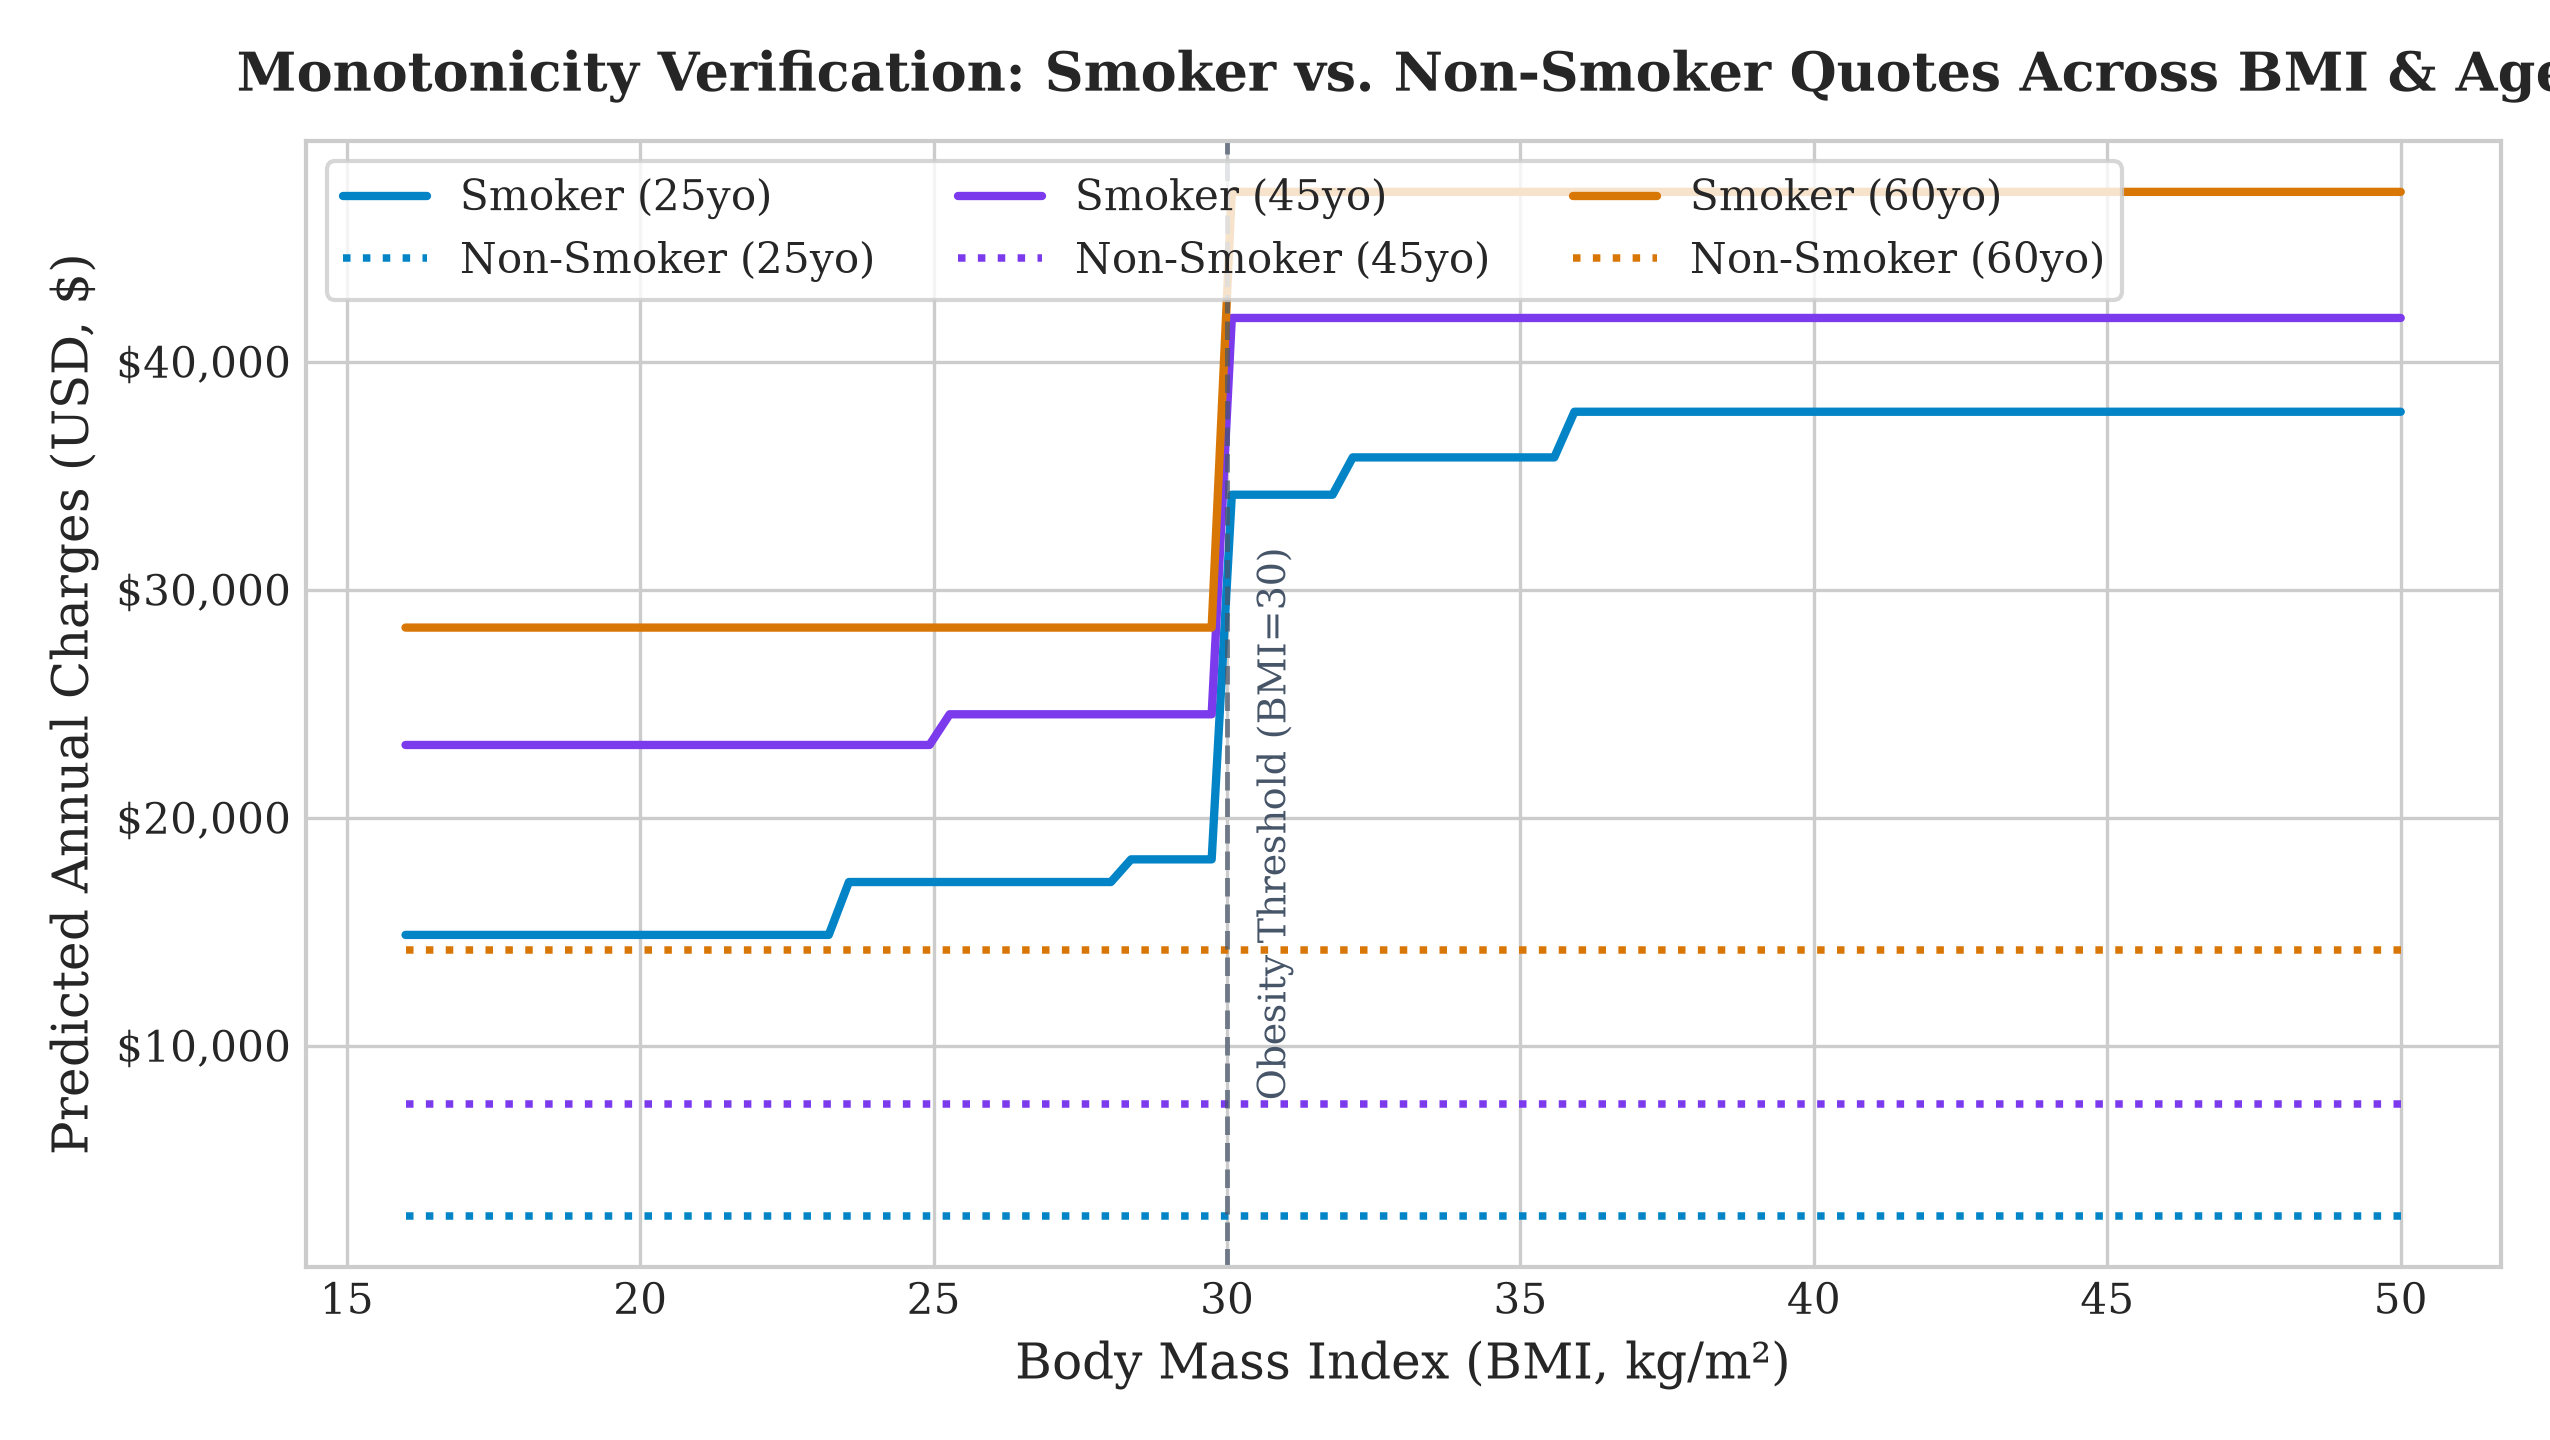 Monotonicity Verification: Smoker vs. Non-Smoker Quotes Across BMI & Age
Smoker (25yo)
Non-Smoker (25yo)
Smoker (45yo)
Non-Smoker (45yo)
Smoker (60yo)
Non-Smoker (60yo)
Predicted Annual Charges (USD, $)
$40,000
$30,000
$20,000
$10,000
Obesity Threshold (BMI=30)
15 20 25 30 35 40 45 50
Body Mass Index (BMI, kg/m²)